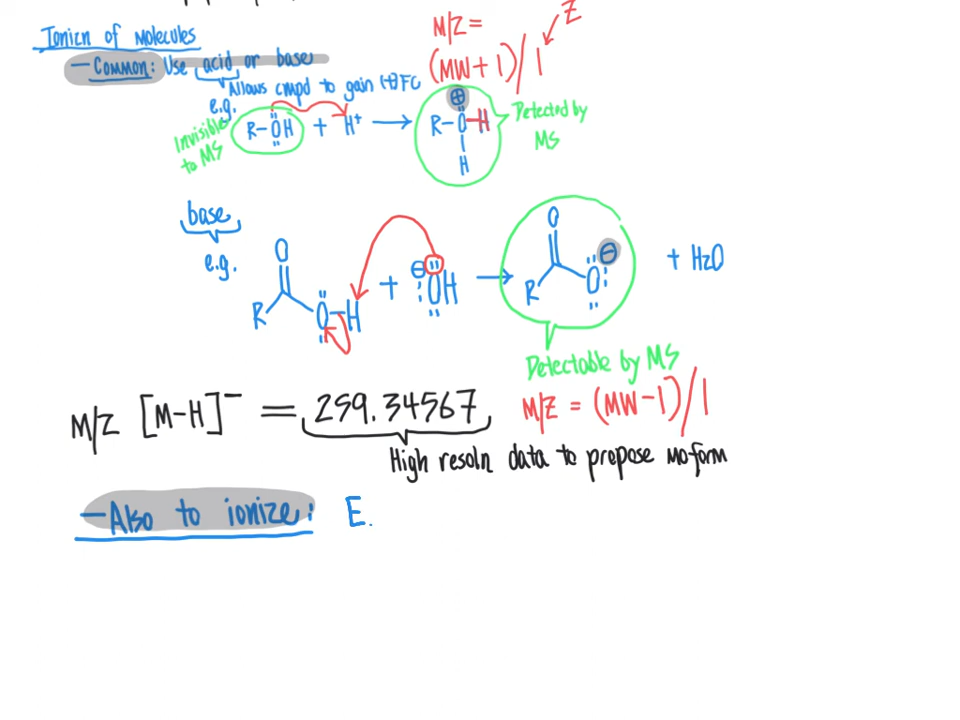 Ionizn of Molecules
M/Z =
Z
- Common: Use acid or base
(MW+1)/1
Allows cmpd to gain (+) FC
e.g.
Invisible to MS
R-ÖH + H⁺ → R-O-H
H
⊕
Detected by MS
base
e.g.
O
R O-H + ⊖:OH → O
R O: ⊖ + H2O
Detectable by MS
M/Z [M-H]⁻ = 259.34567
M/Z = (MW-1)/1
High resoln data to propose mo form
- Also to ionize: E.